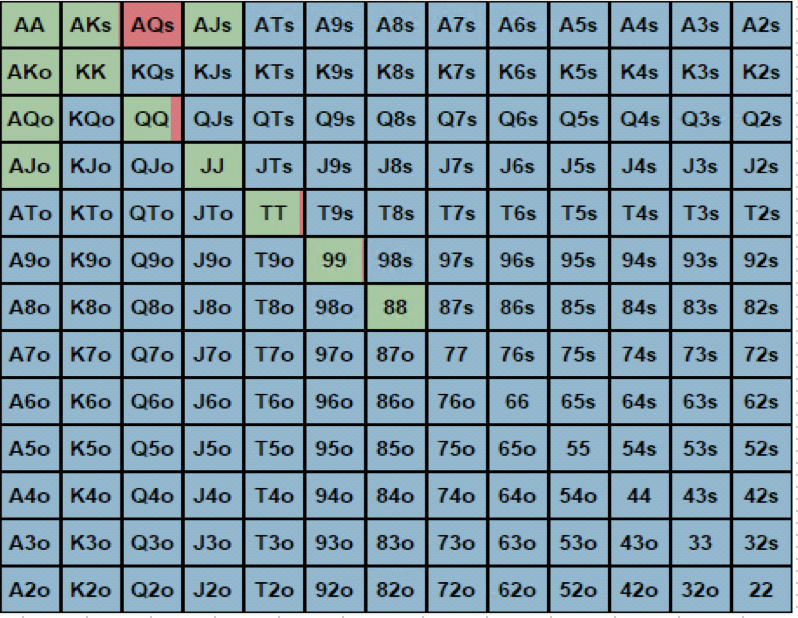 AA AKs AQs AJs ATs A9s A8s A7s A6s A5s A4s A3s A2s
AKo KK KQs KJs KTs K9s K8s K7s K6s K5s K4s K3s K2s
AQo KQo QQ QJs QTs Q9s Q8s Q7s Q6s Q5s Q4s Q3s Q2s
AJo KJo QJo JJ JTs J9s J8s J7s J6s J5s J4s J3s J2s
ATo KTo QTo JTo TT T9s T8s T7s T6s T5s T4s T3s T2s
A9o K9o Q9o J9o T9o 99 98s 97s 96s 95s 94s 93s 92s
A8o K8o Q8o J8o T8o 98o 88 87s 86s 85s 84s 83s 82s
A7o K7o Q7o J7o T7o 97o 87o 77 76s 75s 74s 73s 72s
A6o K6o Q6o J6o T6o 96o 86o 76o 66 65s 64s 63s 62s
A5o K5o Q5o J5o T5o 95o 85o 75o 65o 55 54s 53s 52s
A4o K4o Q4o J4o T4o 94o 84o 74o 64o 54o 44 43s 42s
A3o K3o Q3o J3o T3o 93o 83o 73o 63o 53o 43o 33 32s
A2o K2o Q2o J2o T2o 92o 82o 72o 62o 52o 42o 32o 22